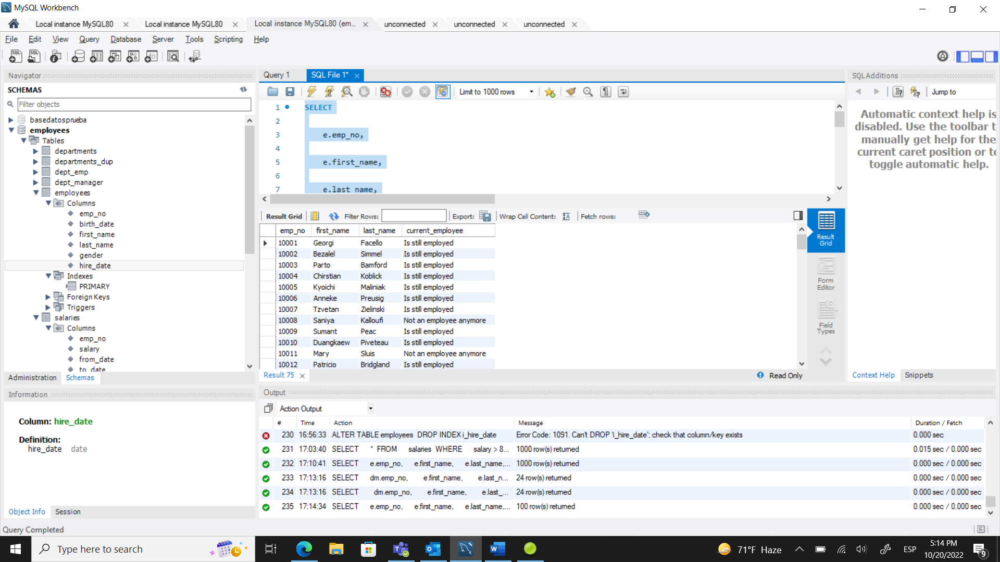 MySQL Workbench
Local instance MySQL80
Local instance MySQL80
Local instance MySQL80 (em...
unconnected
unconnected
unconnected
File Edit View Query Database Server Tools Scripting Help
Navigator
SCHEMAS
Filter objects
basedatosprueba
employees
Tables
departments
departments_dup
dept_emp
dept_manager
employees
Columns
emp_no
birth_date
first_name
last_name
gender
hire_date
Indexes
PRIMARY
Foreign Keys
Triggers
salaries
Columns
emp_no
salary
from_date
to_date
Administration Schemas
Information
Column: hire_date
Definition:
hire_date date
Object Info Session
Query Completed
Query 1 SQL File 1*
Limit to 1000 rows
1 SELECT
2
3 e.emp_no,
4
5 e.first_name,
6
7 e.last_name,
Result Grid Filter Rows: Export: Wrap Cell Content: Fetch rows:
emp_no first_name last_name current_employee
10001 Georgi Facello Is still employed
10002 Bezalel Simmel Is still employed
10003 Parto Bamford Is still employed
10004 Chirstian Koblick Is still employed
10005 Kyoichi Maliniak Is still employed
10006 Anneke Preusig Is still employed
10007 Tzvetan Zielinski Is still employed
10008 Saniya Kalloufi Not an employee anymore
10009 Sumant Peac Is still employed
10010 Duangkaew Piveteau Is still employed
10011 Mary Sluis Not an employee anymore
10012 Patricio Bridgland Is still employed
Result Grid
Form Editor
Field Types
Result 75 Read Only
SQLAdditions
Jump to
Automatic context help is
disabled. Use the toolbar t
manually get help for the
current caret position or to
toggle automatic help.
Context Help Snippets
Output
Action Output
# Time Action Message Duration / Fetch
230 16:56:33 ALTER TABLE employees DROP INDEX i_hire_date Error Code: 1091. Can't DROP 'i_hire_date'; check that column/key exists 0.000 sec
231 17:03:40 SELECT * FROM salaries WHERE salary > 8... 1000 row(s) returned 0.015 sec / 0.000 sec
232 17:10:41 SELECT e.emp_no, e.first_name, e.last_name,... 1000 row(s) returned 0.000 sec / 0.000 sec
233 17:13:16 SELECT dm.emp_no, e.first_name, e.last_n... 24 row(s) returned 0.000 sec / 0.000 sec
234 17:13:16 SELECT dm.emp_no, e.first_name, e.last_... 24 row(s) returned 0.000 sec / 0.000 sec
235 17:14:34 SELECT e.emp_no, e.first_name, e.last_name,... 100 row(s) returned 0.000 sec / 0.000 sec
Type here to search
71°F Haze
ESP
5:14 PM
10/20/2022
9